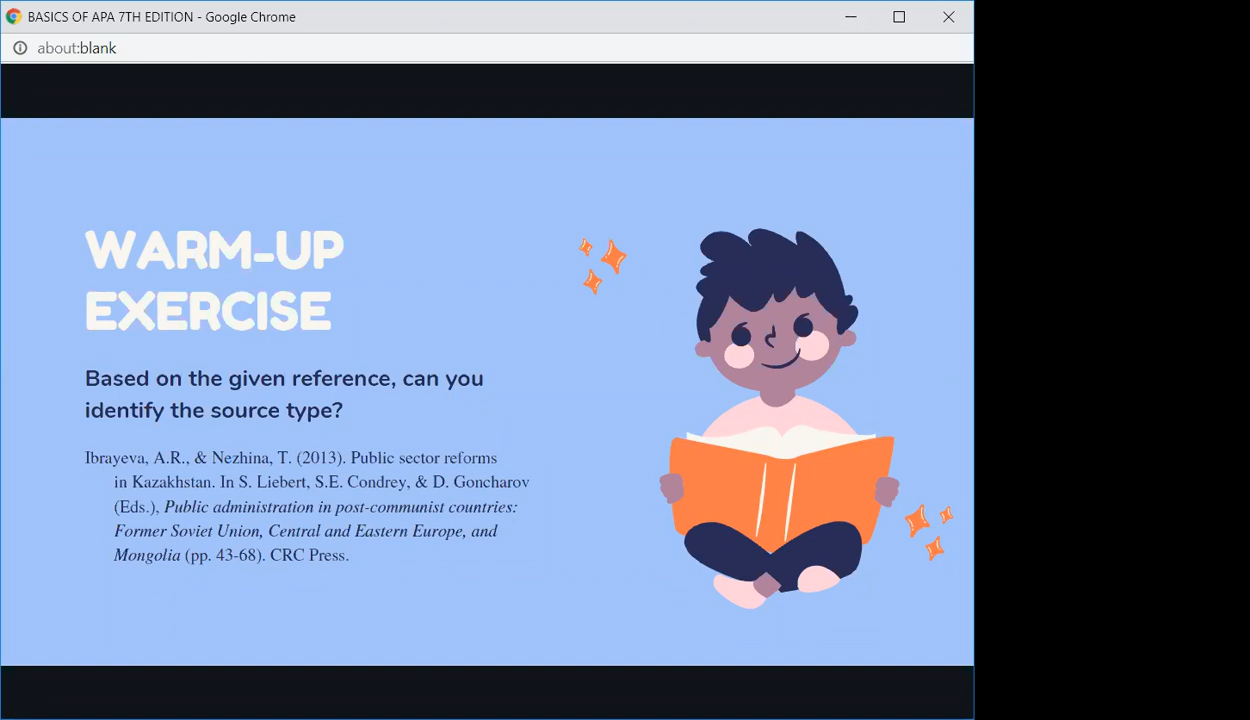 BASICS OF APA 7TH EDITION - Google Chrome
about:blank
WARM-UP
EXERCISE
Based on the given reference, can you
identify the source type?
Ibrayeva, A.R., & Nezhina, T. (2013). Public sector reforms
in Kazakhstan. In S. Liebert, S.E. Condrey, & D. Goncharov
(Eds.), Public administration in post-communist countries:
Former Soviet Union, Central and Eastern Europe, and
Mongolia (pp. 43-68). CRC Press.